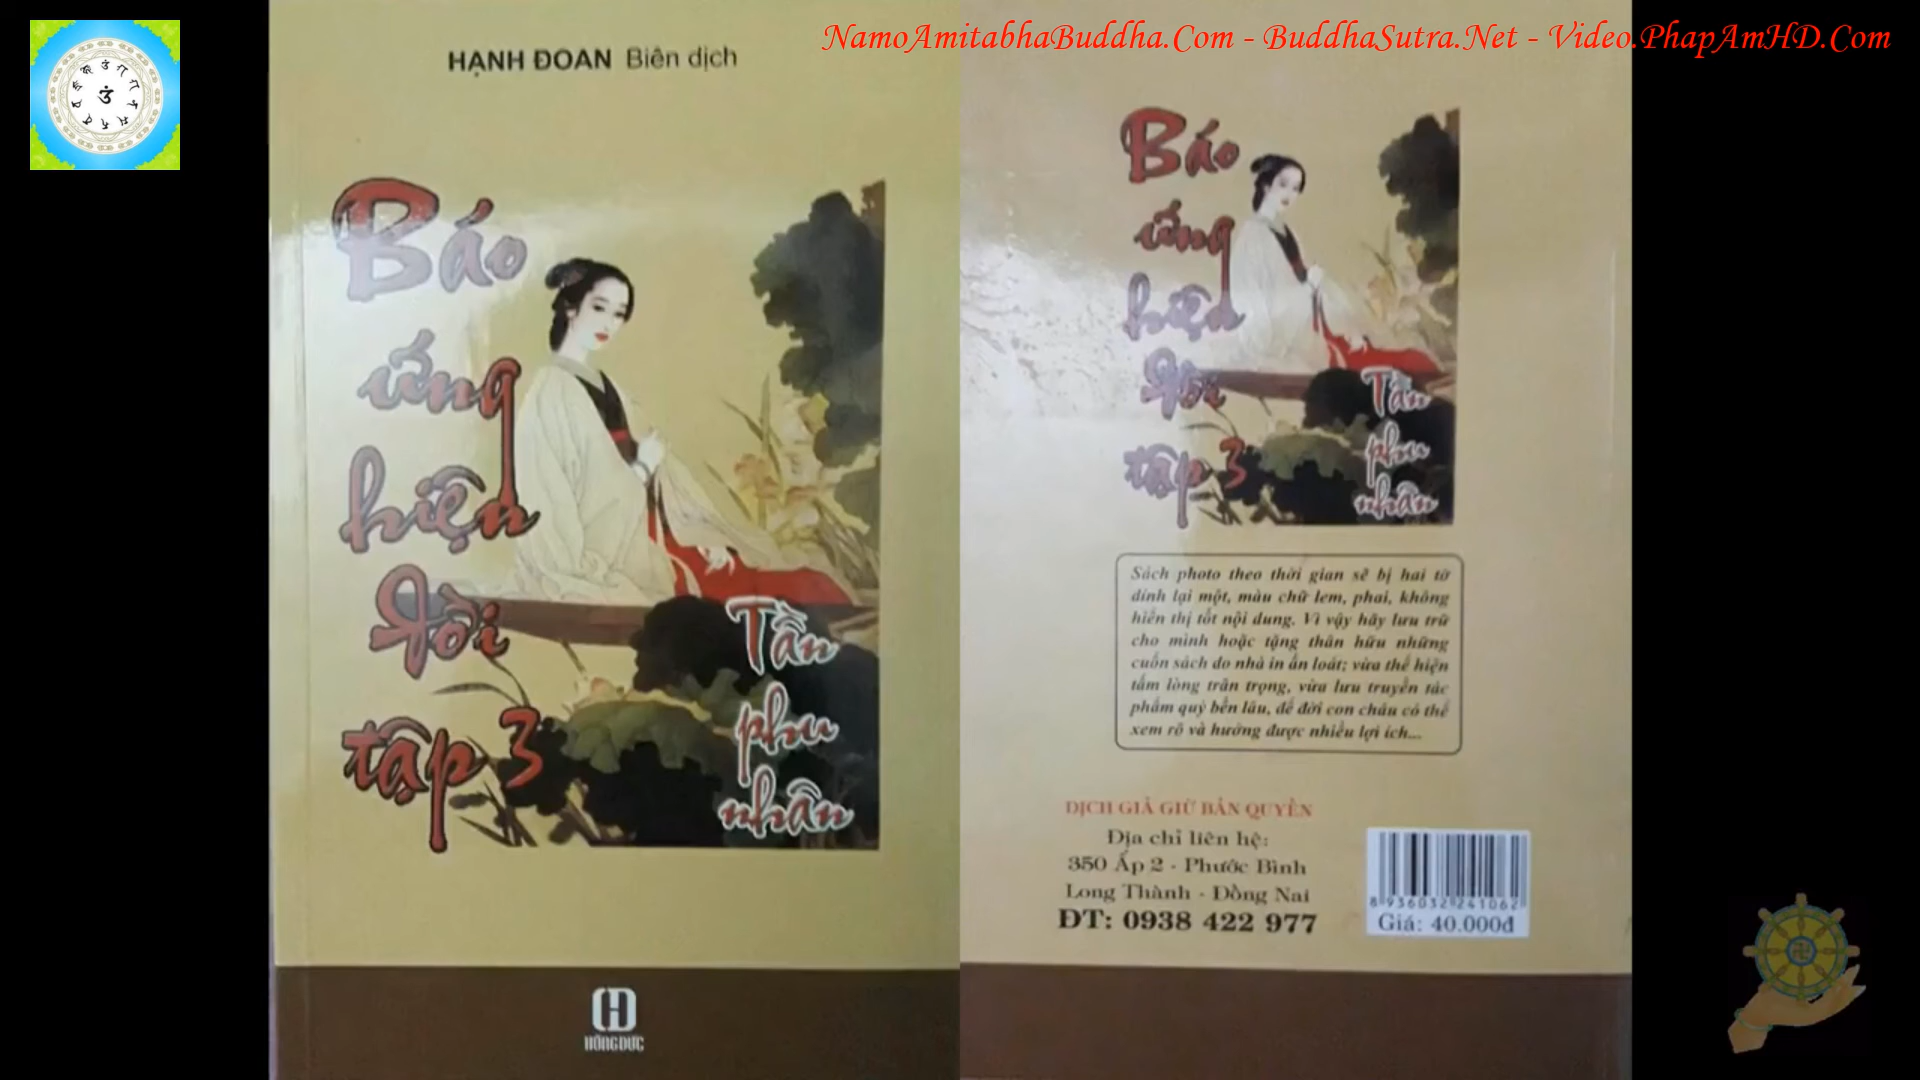 NamoAmitabhaBuddha.Com - BuddhaSutra.Net - Video.PhapAmHD.Com
HẠNH ĐOAN Biên dịch
Báo
ứng
hiện
đời
tập 3
Tần
phu
nhân
HỒNG ĐỨC
Báo
ứng
hiện
đời
tập 3
Tần
phu
nhân
Sách photo theo thời gian sẽ bị hai tờ
dính lại một, màu chữ lem, phai, không
hiển thị tốt nội dung. Vì vậy hãy lưu trữ
cho mình hoặc tặng thân hữu những
cuốn sách do nhà in ấn loát; vừa thể hiện
tấm lòng trân trọng, vừa lưu truyền tác
phẩm quý bền lâu, để đời con cháu có thể
xem rõ và hưởng được nhiều lợi ích...
DỊCH GIẢ GIỮ BẢN QUYỀN
Địa chỉ liên hệ:
350 Ấp 2 - Phước Bình
Long Thành - Đồng Nai
ĐT: 0938 422 977
8 936032 241062
Giá: 40.000đ